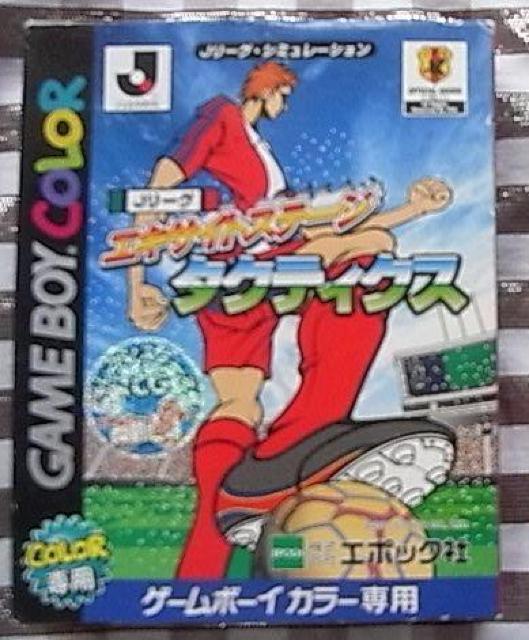 Jリーグ・シミュレーション
J.LEAGUE
GAME BOY COLOR
Jリーグ
エキサイトステージ
タクティクス
COLOR
専用
エポック社
ゲームボーイカラー専用